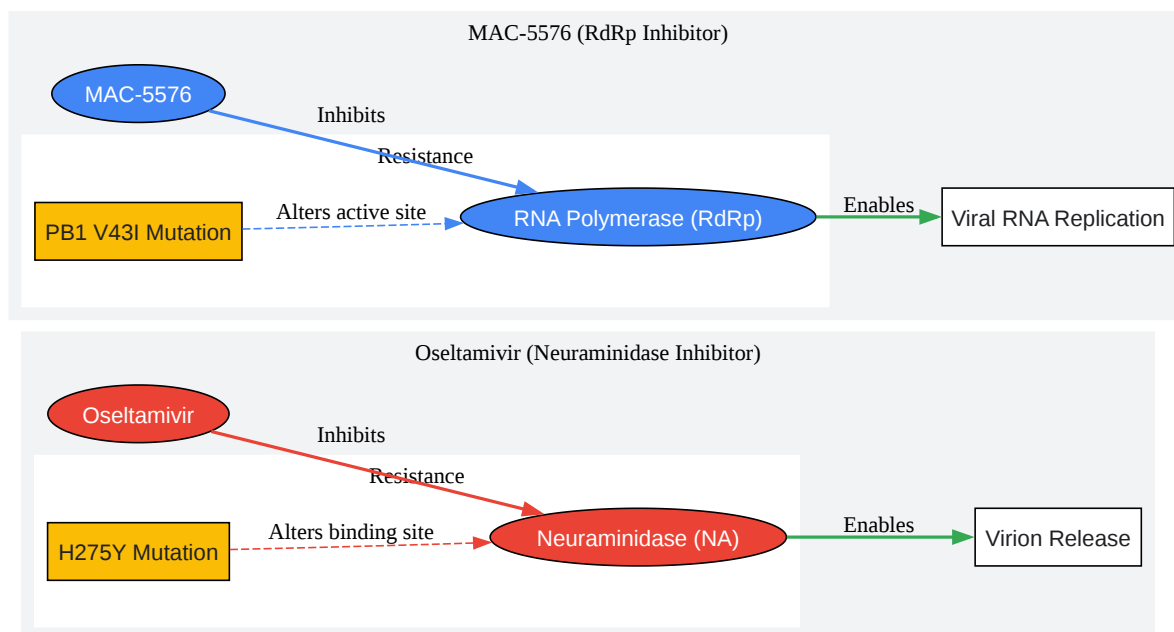 MAC-5576 (RdRp Inhibitor)
MAC-5576
Inhibits
Resistance
PB1 V43I Mutation
Alters active site
RNA Polymerase (RdRp)
Enables
Viral RNA Replication
Oseltamivir (Neuraminidase Inhibitor)
Oseltamivir
Inhibits
Resistance
H275Y Mutation
Alters binding site
Neuraminidase (NA)
Enables
Virion Release